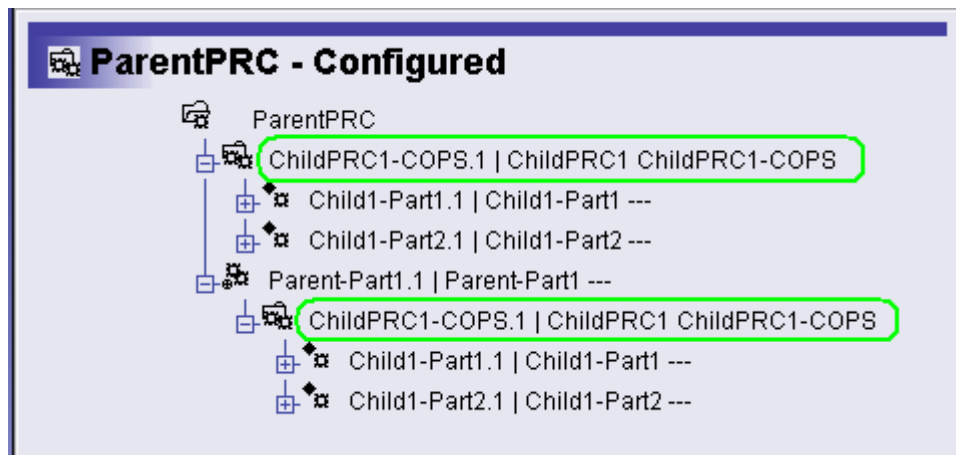 ParentPRC - Configured
ParentPRC
ChildPRC1-COPS.1 | ChildPRC1 ChildPRC1-COPS
Child1-Part1.1 | Child1-Part1 ---
Child1-Part2.1 | Child1-Part2 ---
Parent-Part1.1 | Parent-Part1 ---
ChildPRC1-COPS.1 | ChildPRC1 ChildPRC1-COPS
Child1-Part1.1 | Child1-Part1 ---
Child1-Part2.1 | Child1-Part2 ---